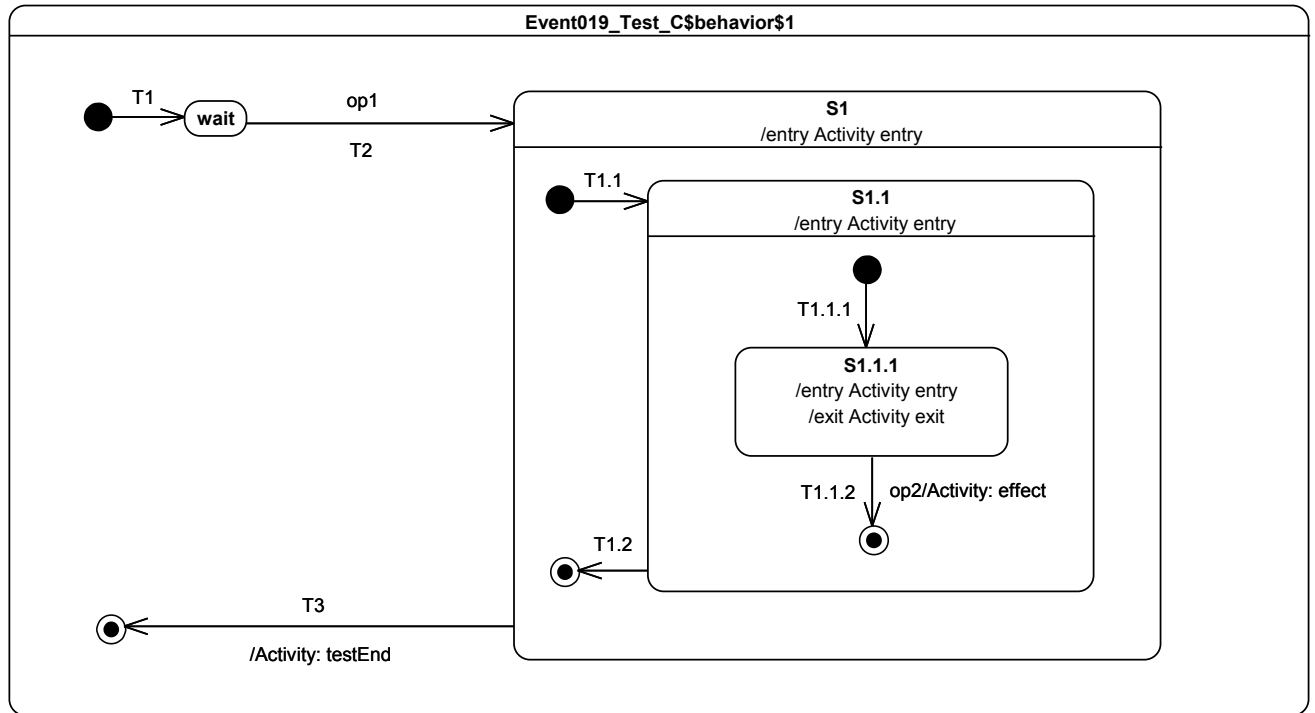 Event019_Test_C$behavior$1
T1
op1
wait
T2
S1
/entry Activity entry
T1.1
S1.1
/entry Activity entry
T1.1.1
S1.1.1
/entry Activity entry
/exit Activity exit
T1.1.2
op2/Activity: effect
T1.2
T3
/Activity: testEnd